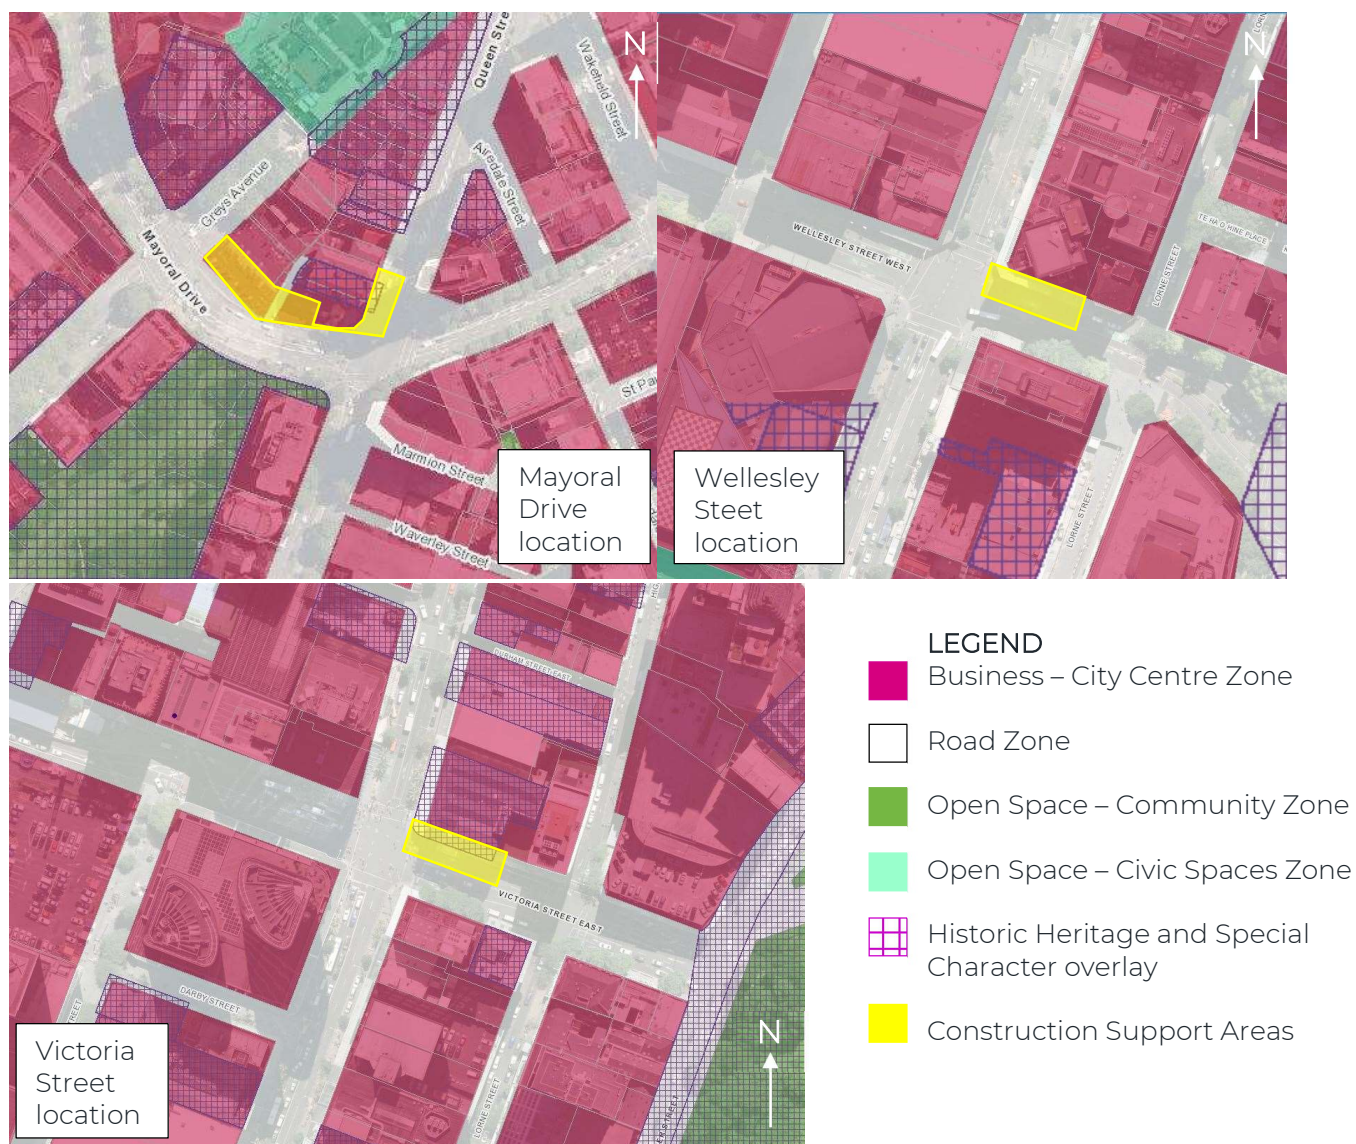 Queen Stre
Wakefield Street
N
Airedale Street
Greys Avenue
Mayoral Drive
St Pa
Marmion Street
Waverley Street
Mayoral
Drive
location
LORN
N
WELLESLEY STREET WEST
TE HA O HINE PLACE
LORNE STREET
LORNE STREET
Wellesley
Steet
location
HIG
DURHAM STREET EAST
VICTORIA STREET EAST
DARBY STREET
TREET
LORNE STREET
N
Victoria
Street
location
LEGEND
Business – City Centre Zone
Road Zone
Open Space – Community Zone
Open Space – Civic Spaces Zone
Historic Heritage and Special
Character overlay
Construction Support Areas